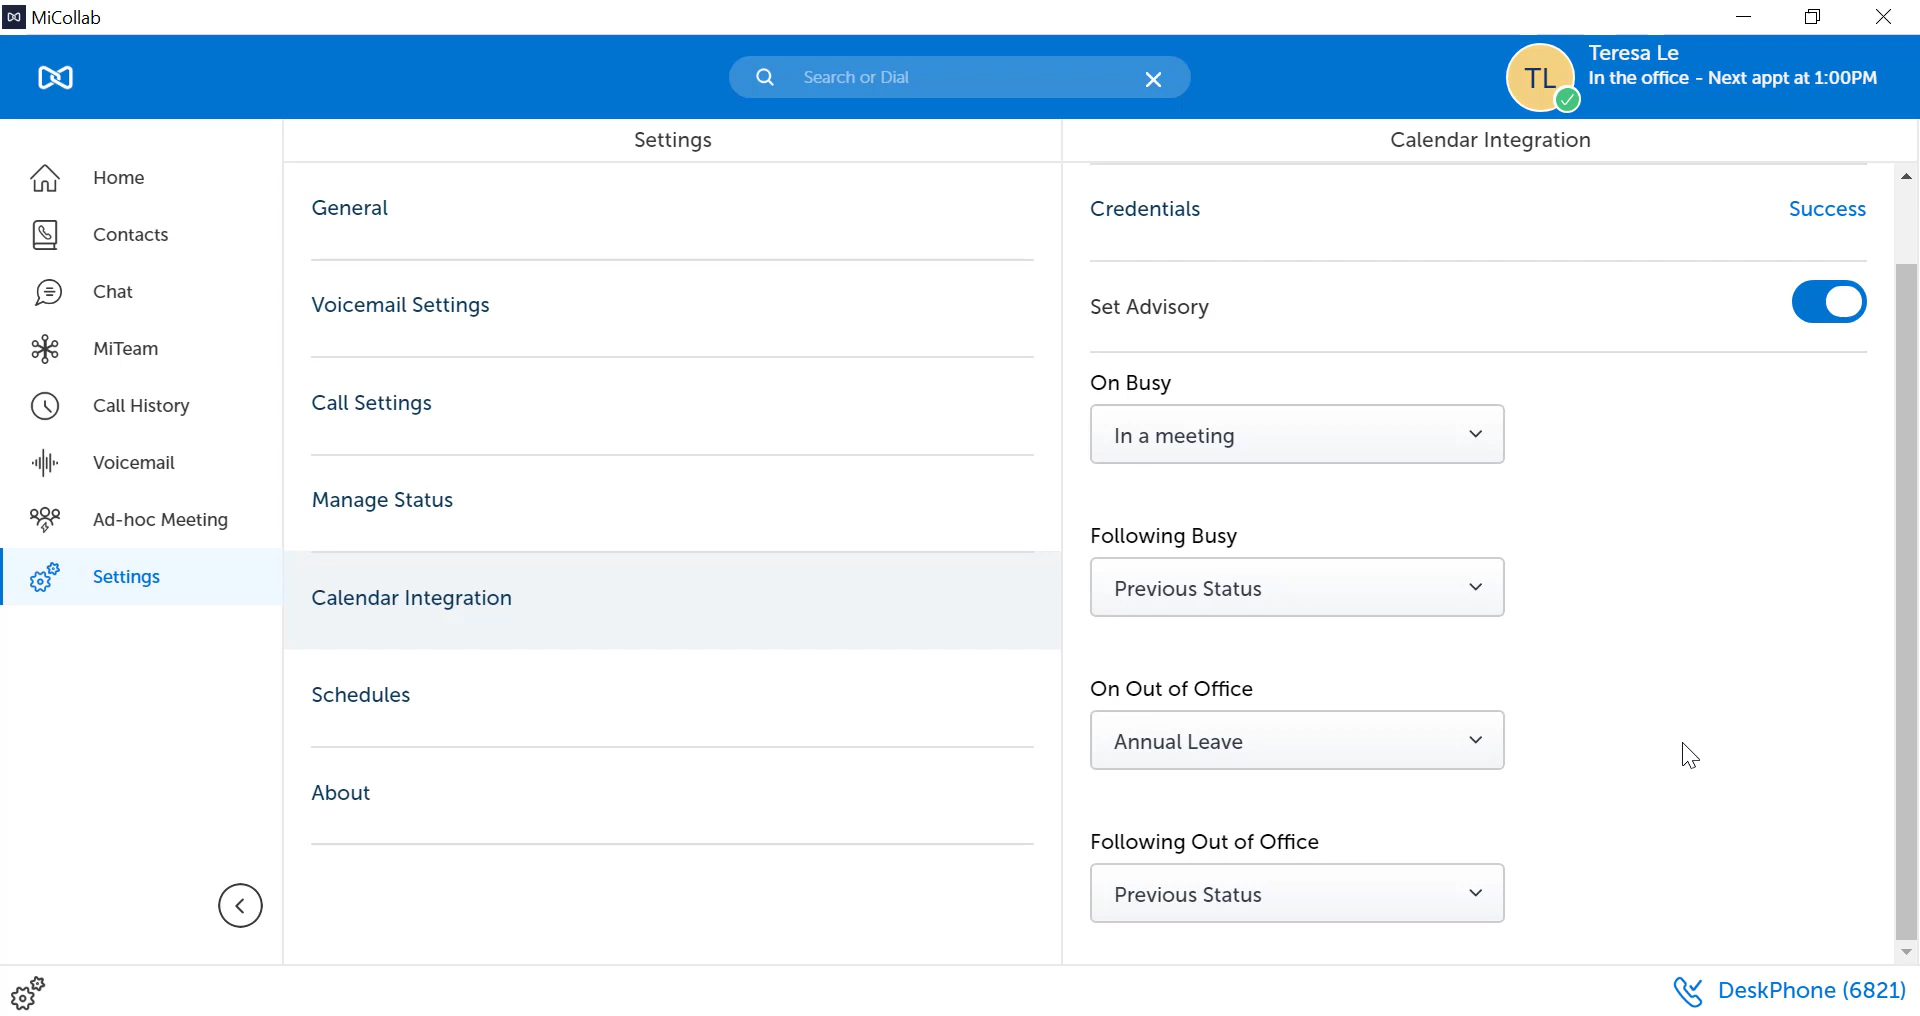 MiCollab
Search or Dial
TL
Teresa Le
In the office - Next appt at 1:00PM
Home
Contacts
Chat
MiTeam
Call History
Voicemail
Ad-hoc Meeting
Settings
Settings
General
Voicemail Settings
Call Settings
Manage Status
Calendar Integration
Schedules
About
Calendar Integration
Credentials Success
Set Advisory
On Busy
In a meeting
Following Busy
Previous Status
On Out of Office
Annual Leave
Following Out of Office
Previous Status
DeskPhone (6821)